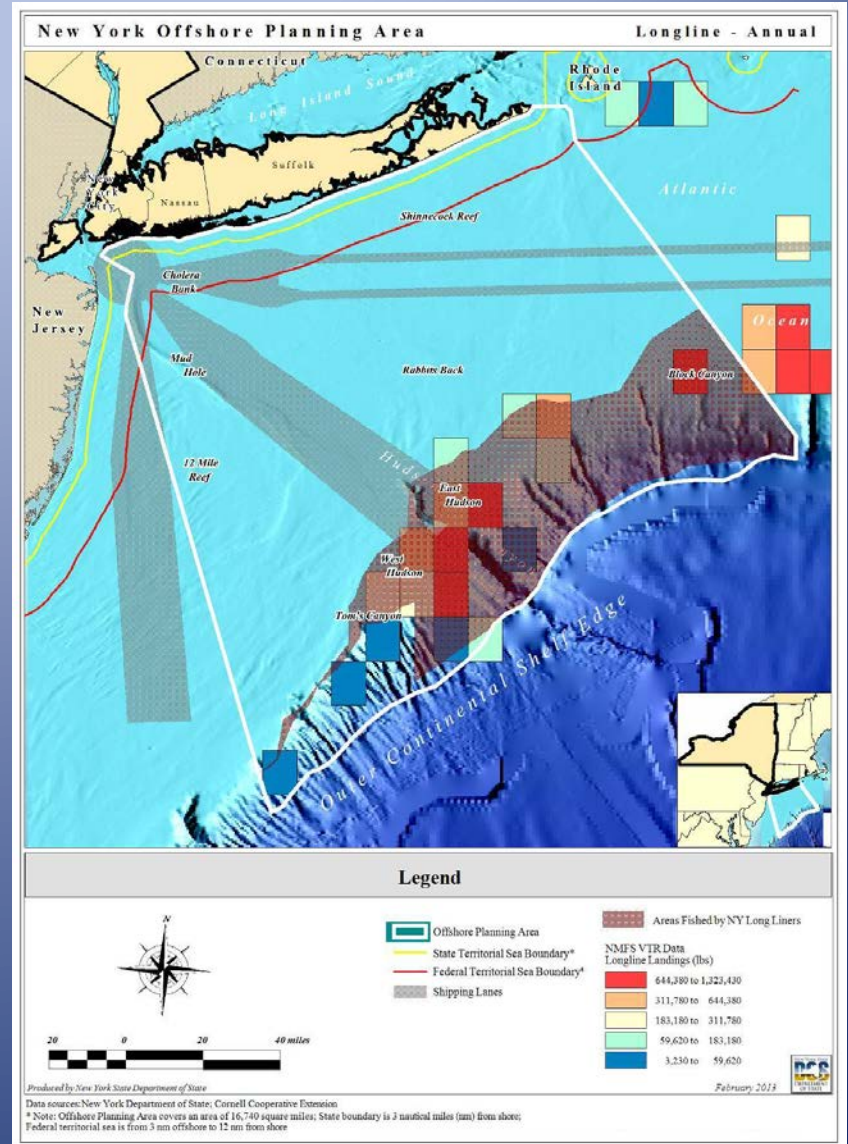 New York Offshore Planning Area
Longline - Annual
Connecticut
Rhode
Island
Long Island Sound
Suffolk
Nassau
New
York
City
Atlantic
Shinnecock Reef
Cholera
Bank
New
Jersey
Ocean
Mud
Hole
Rabbits Back
Block Canyon
12 Mile
Reef
East
Hudson
West
Hudson
Tom's Canyon
Outer Continental Shelf Edge
Legend
N
Offshore Planning Area
State Territorial Sea Boundary*
Federal Territorial Sea Boundary*
Shipping Lanes
Areas Fished by NY Long Liners
NMFS VTR Data
Longline Landings (lbs)
644,380 to 1,323,430
311,780 to 644,380
183,180 to 311,780
59,620 to 183,180
3,230 to 59,620
20 0 20 40 miles
Produced by New York State Department of State
February 2013
DOS
Data sources: New York Department of State; Cornell Cooperative Extension
* Note: Offshore Planning Area covers an area of 16,740 square miles; State boundary is 3 nautical miles (nm) from shore;
Federal territorial sea is from 3 nm offshore to 12 nm from shore